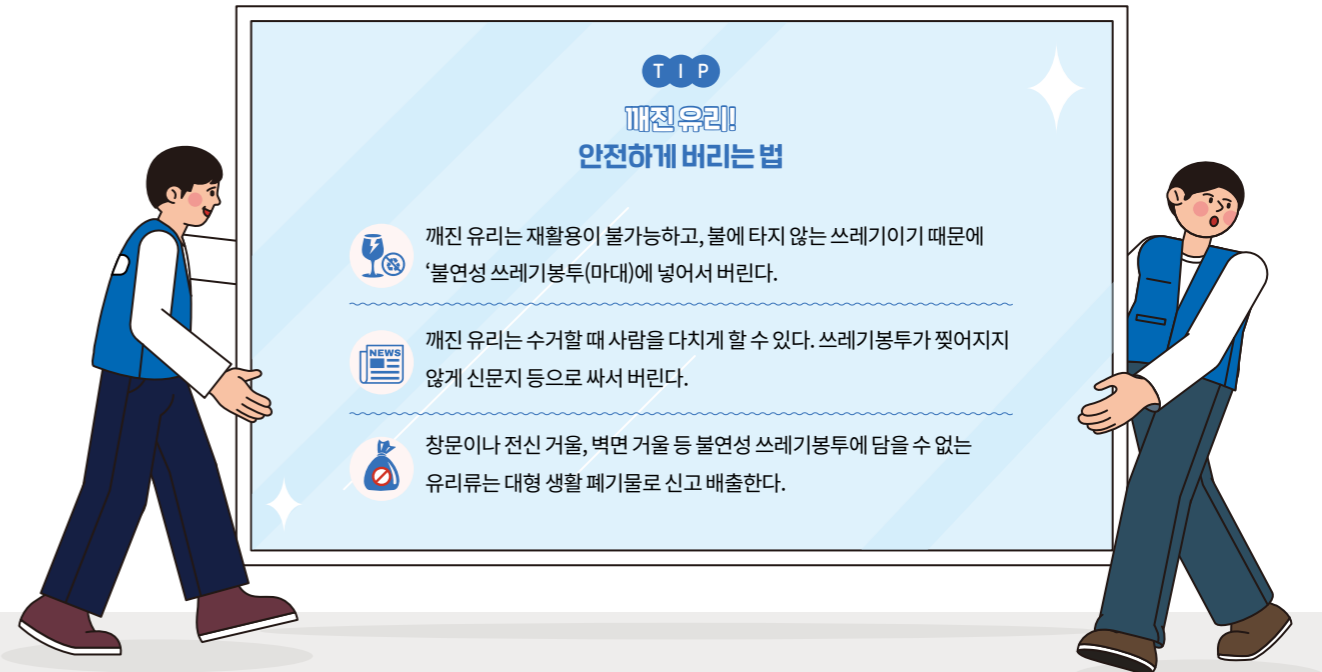 TIP
깨진 유리!
안전하게 버리는 법
깨진 유리는 재활용이 불가능하고, 불에 타지 않는 쓰레기이기 때문에
‘불연성 쓰레기봉투(마대)에 넣어서 버린다.
NEWS
깨진 유리는 수거할 때 사람을 다치게 할 수 있다. 쓰레기봉투가 찢어지지
않게 신문지 등으로 싸서 버린다.
창문이나 전신 거울, 벽면 거울 등 불연성 쓰레기봉투에 담을 수 없는
유리류는 대형 생활 폐기물로 신고 배출한다.